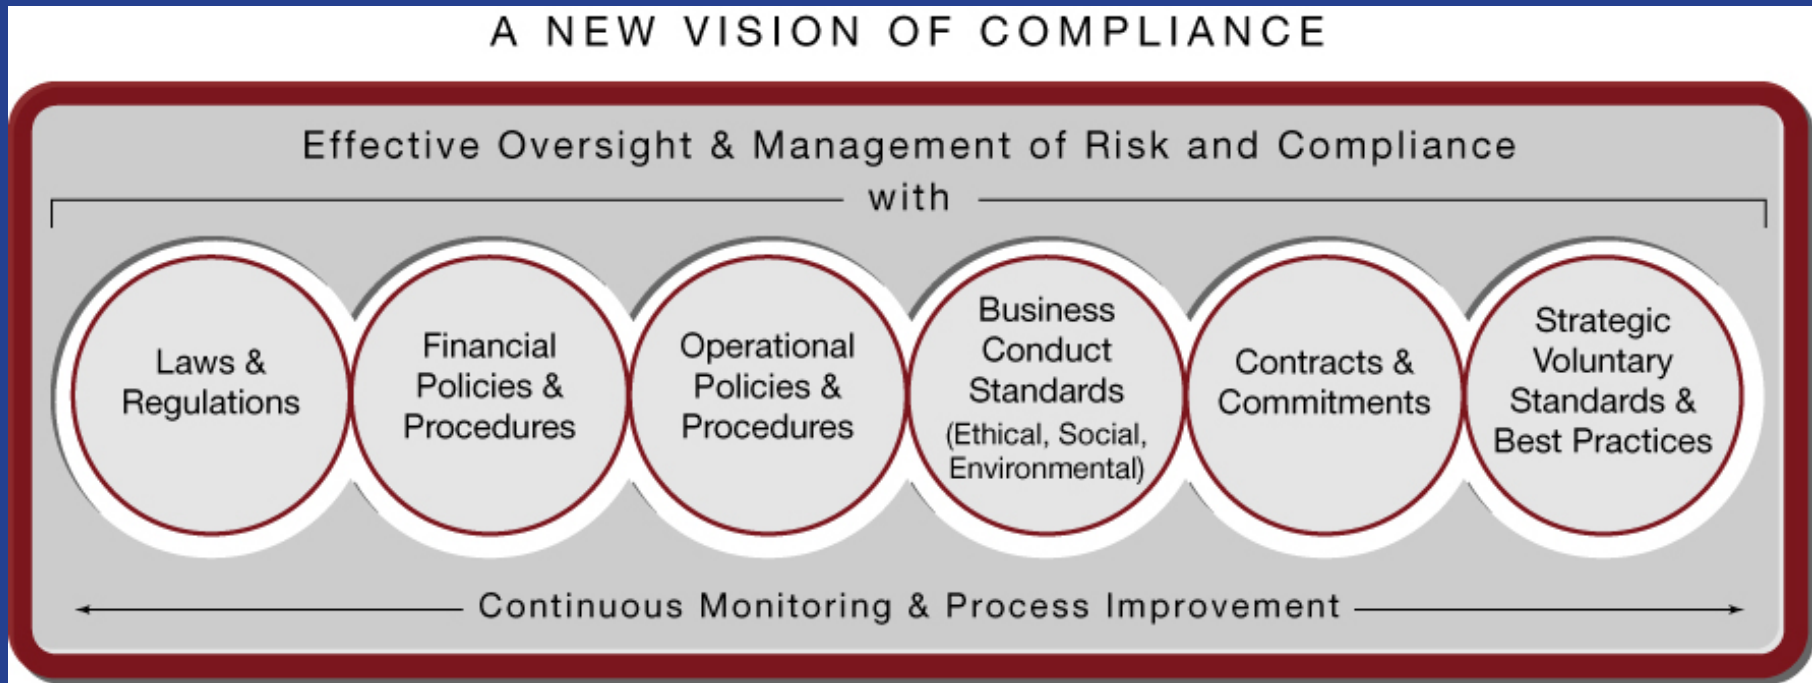 A NEW VISION OF COMPLIANCE
Effective Oversight & Management of Risk and Compliance
with
Laws &
Regulations
Financial
Policies &
Procedures
Operational
Policies &
Procedures
Business
Conduct
Standards
(Ethical, Social,
Environmental)
Contracts &
Commitments
Strategic
Voluntary
Standards &
Best Practices
Continuous Monitoring & Process Improvement